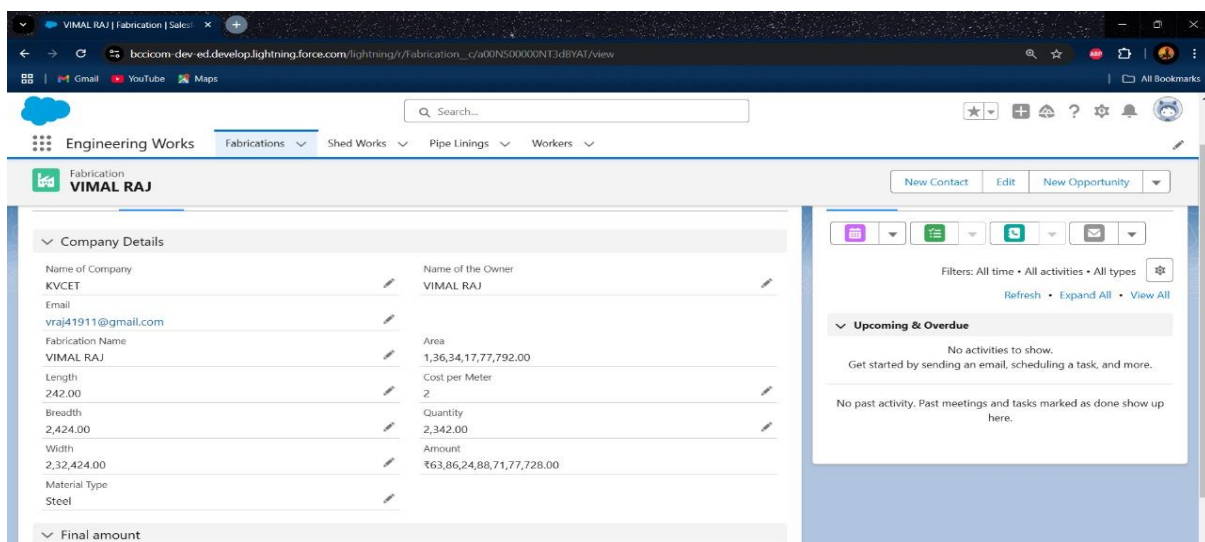 VIMAL RAJ | Fabrication | Sales
bccicom-dev-ed.develop.lightning.force.com/lightning/r/Fabrication__c/a00NS00000NT3dBYAT/view
Gmail YouTube Maps All Bookmarks
Search...
Engineering Works Fabrications Shed Works Pipe Linings Workers
Fabrication
VIMAL RAJ
New Contact Edit New Opportunity
Company Details
Name of Company
KVCET
Name of the Owner
VIMAL RAJ
Email
vraj41911@gmail.com
Fabrication Name
VIMAL RAJ
Area
1,36,34,17,77,792.00
Length
242.00
Cost per Meter
2
Breadth
2,424.00
Quantity
2,342.00
Width
2,32,424.00
Amount
₹63,86,24,88,71,77,728.00
Material Type
Steel
Final amount
Filters: All time • All activities • All types
Refresh • Expand All • View All
Upcoming & Overdue
No activities to show.
Get started by sending an email, scheduling a task, and more.
No past activity. Past meetings and tasks marked as done show up
here.